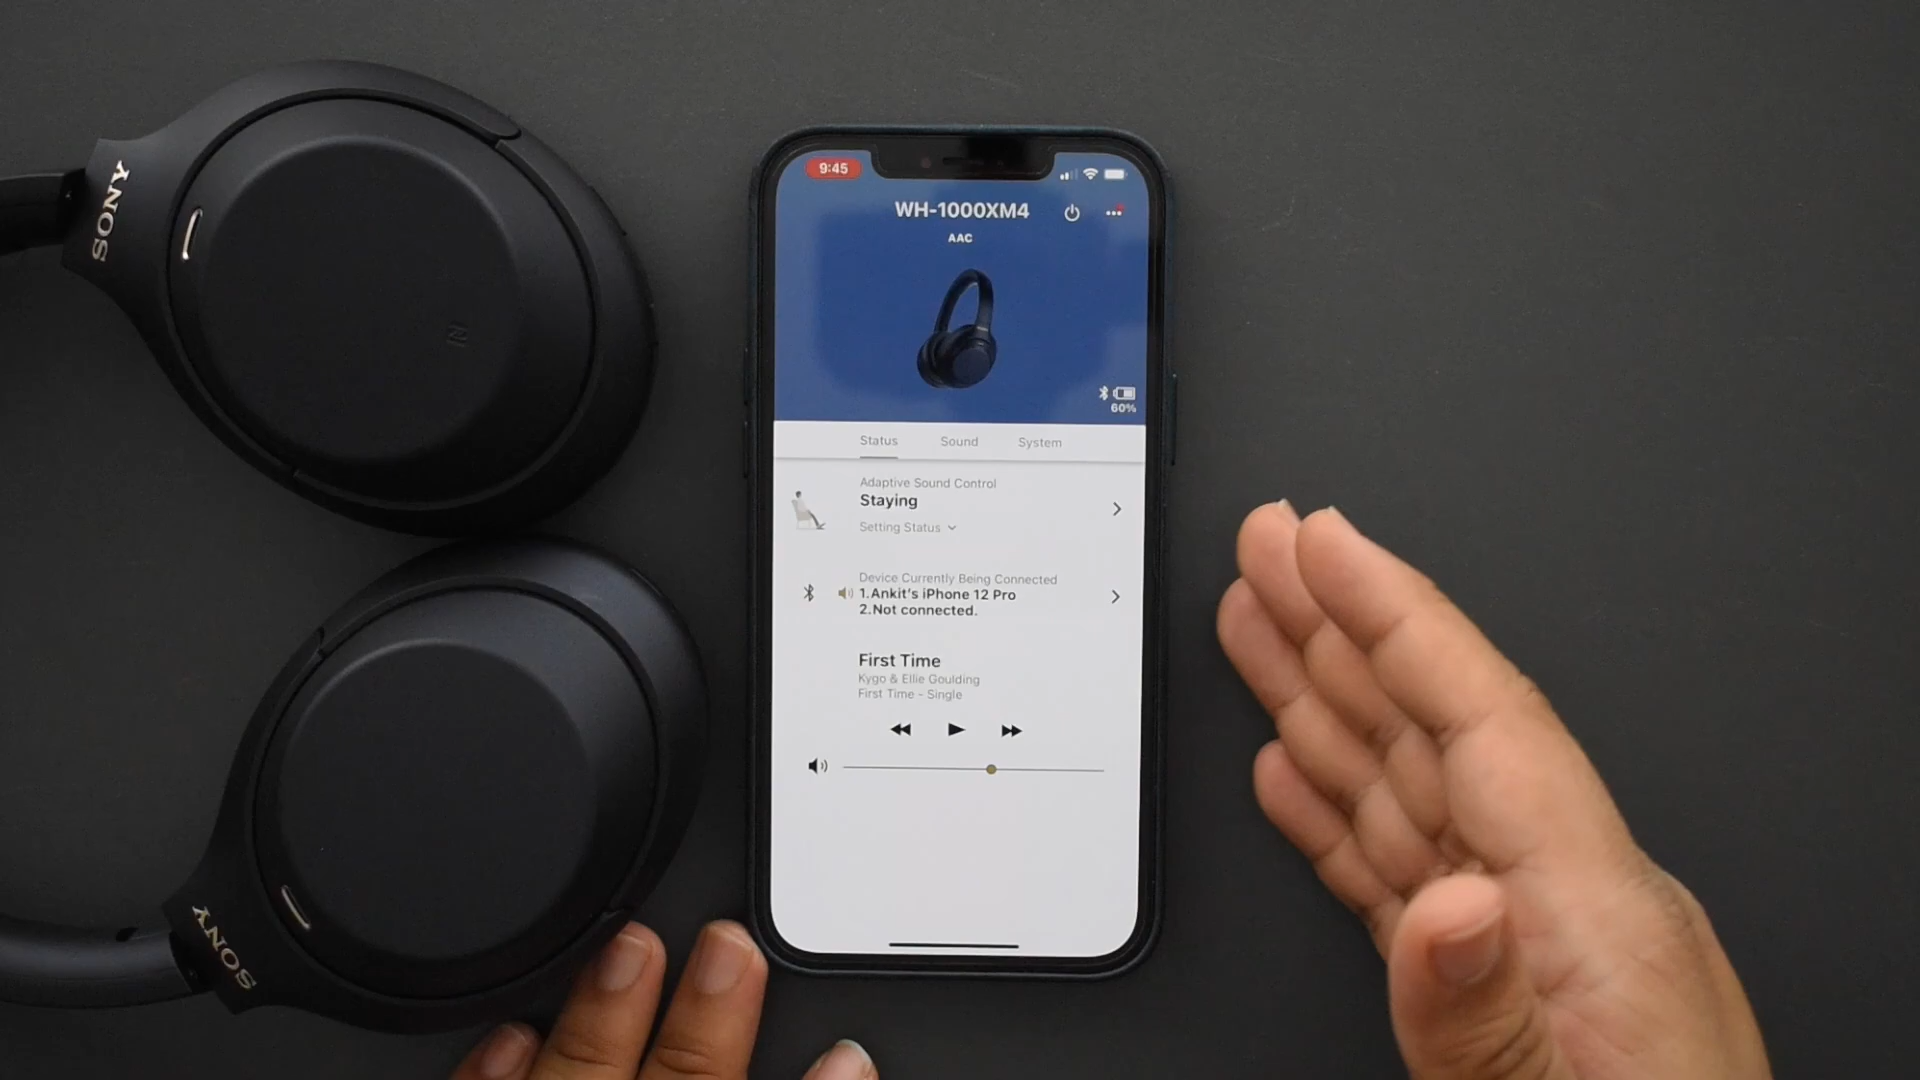 SONY
SONY
9:45
WH-1000XM4
AAC
60%
Status Sound System
Adaptive Sound Control
Staying
Setting Status
Device Currently Being Connected
1.Ankit's iPhone 12 Pro
2.Not connected.
First Time
Kygo & Ellie Goulding
First Time - Single